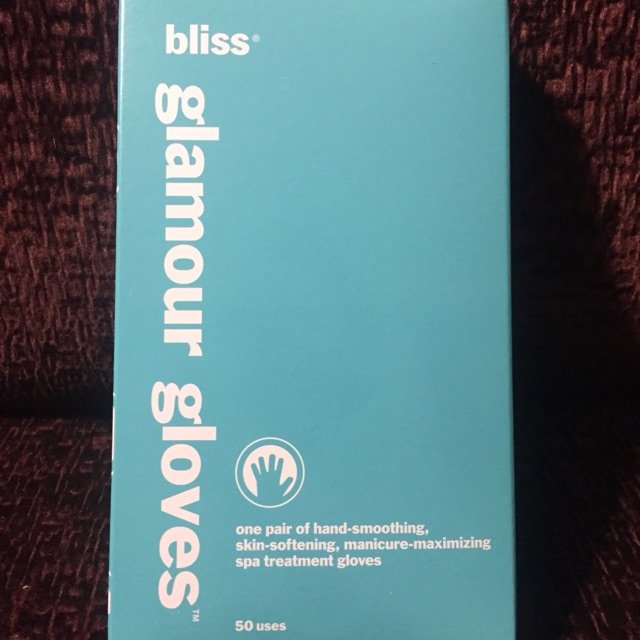 bliss®
glamour gloves™
one pair of hand-smoothing,
skin-softening, manicure-maximizing
spa treatment gloves
50 uses